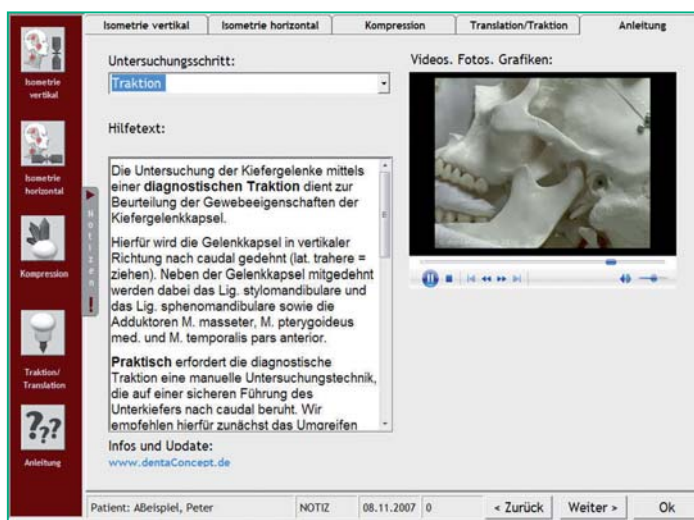 Isometrie vertikal
Isometrie horizontal
Kompression
Translation/Traktion
Anleitung
Isometrie
vertikal
Isometrie
horizontal
Kompression
Traktion/
Translation
???
Anleitung
Notizen
!
Untersuchungsschritt:
Traktion
Hilfetext:
Die Untersuchung der Kiefergelenke mittels
einer diagnostischen Traktion dient zur
Beurteilung der Gewebeeigenschaften der
Kiefergelenkkapsel.
Hierfür wird die Gelenkkapsel in vertikaler
Richtung nach caudal gedehnt (lat. trahere =
ziehen). Neben der Gelenkkapsel mitgedehnt
werden dabei das Lig. stylomandibulare und
das Lig. sphenomandibulare sowie die
Adduktoren M. masseter, M. pterygoideus
med. und M. temporalis pars anterior.
Praktisch erfordert die diagnostische
Traktion eine manuelle Untersuchungstechnik,
die auf einer sicheren Führung des
Unterkiefers nach caudal beruht. Wir
empfehlen hierfür zunächst das Umgreifen
Infos und Update:
www.dentaConcept.de
Videos. Fotos. Grafiken:
Patient: ABeispiel, Peter
NOTIZ
08.11.2007
0
< Zurück
Weiter >
Ok